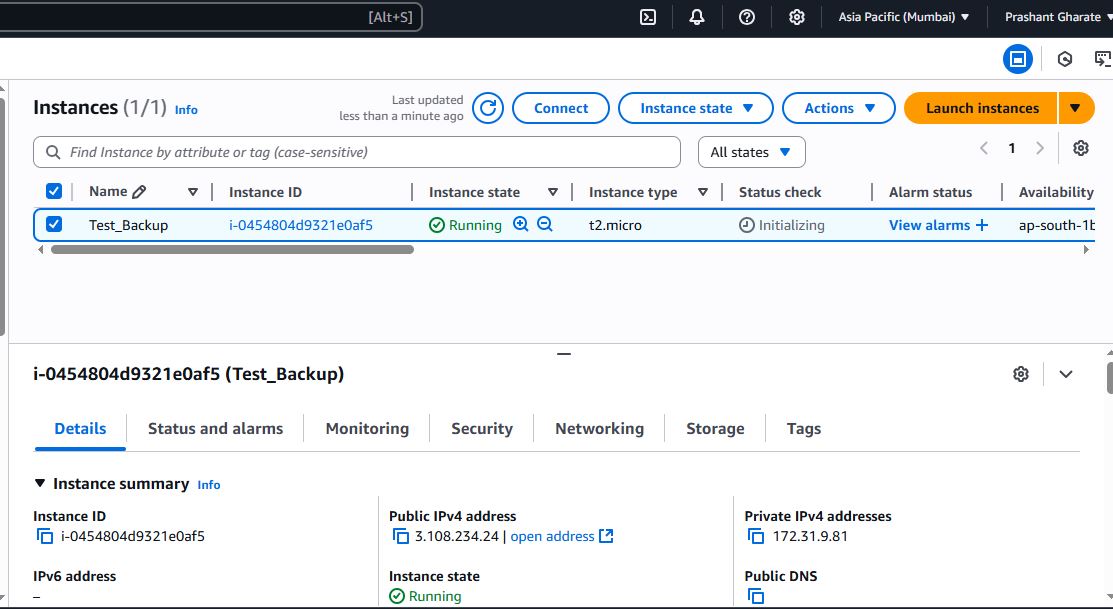 [Alt+S] Asia Pacific (Mumbai) Prashant Gharate
Instances (1/1) Info Last updated less than a minute ago Connect Instance state Actions Launch instances
Find Instance by attribute or tag (case-sensitive) All states 1
Name Instance ID Instance state Instance type Status check Alarm status Availability
Test_Backup i-0454804d9321e0af5 Running t2.micro Initializing View alarms + ap-south-1b
i-0454804d9321e0af5 (Test_Backup)
Details Status and alarms Monitoring Security Networking Storage Tags
Instance summary Info
Instance ID Public IPv4 address Private IPv4 addresses
i-0454804d9321e0af5 3.108.234.24 | open address 172.31.9.81
IPv6 address Instance state Public DNS
– Running